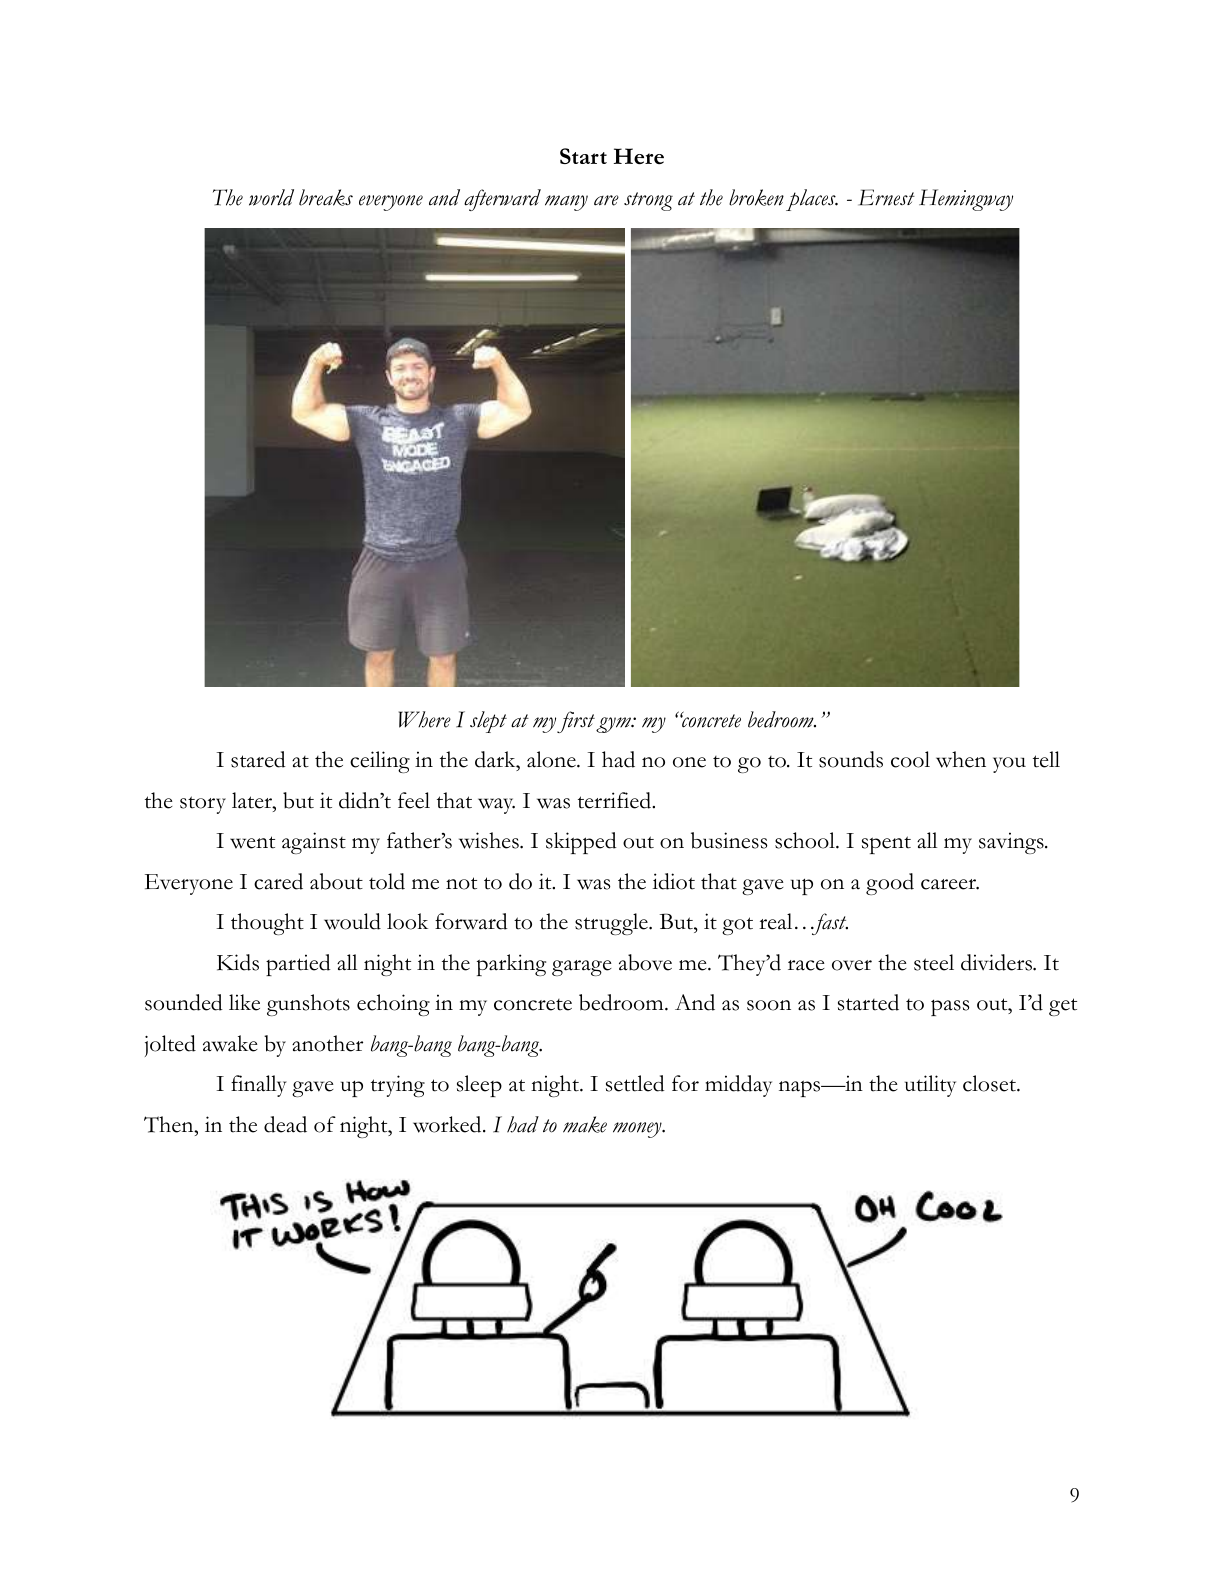 Start Here
The world breaks everyone and afterward many are strong at the broken places. - Ernest Hemingway
BEAST
MODE
ENGAGED
Where I slept at my first gym: my “concrete bedroom.”
I stared at the ceiling in the dark, alone. I had no one to go to. It sounds cool when you tell
the story later, but it didn’t feel that way. I was terrified.
I went against my father’s wishes. I skipped out on business school. I spent all my savings.
Everyone I cared about told me not to do it. I was the idiot that gave up on a good career.
I thought I would look forward to the struggle. But, it got real…fast.
Kids partied all night in the parking garage above me. They’d race over the steel dividers. It
sounded like gunshots echoing in my concrete bedroom. And as soon as I started to pass out, I’d get
jolted awake by another bang-bang bang-bang.
I finally gave up trying to sleep at night. I settled for midday naps—in the utility closet.
Then, in the dead of night, I worked. I had to make money.
THIS IS HOW
IT WORKS!
OH COOL
9